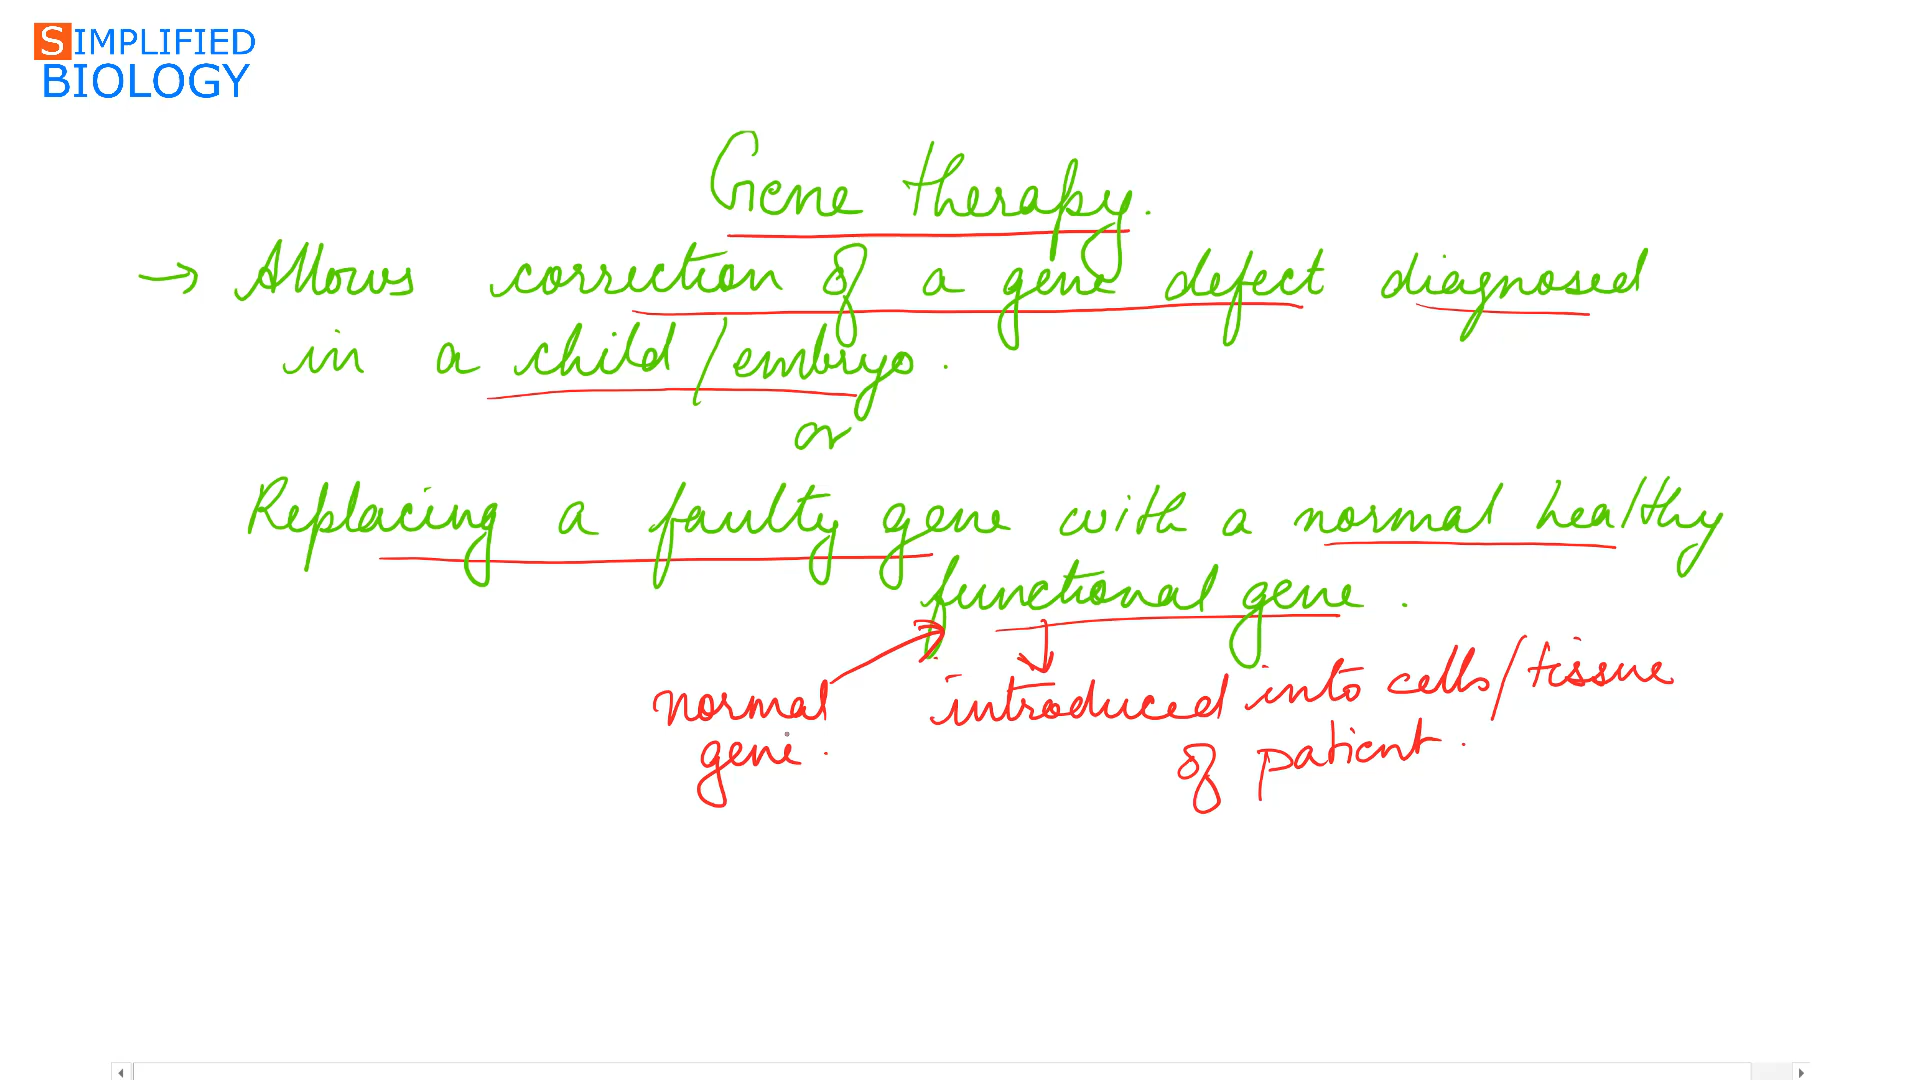 SIMPLIFIED
BIOLOGY
Gene therapy.
→ Allows correction of a gene defect diagnosed
in a child/embryo.
or
Replacing a faulty gene with a normal healthy
functional gene.
normal
gene.
introduced into cells/tissue
of patient.